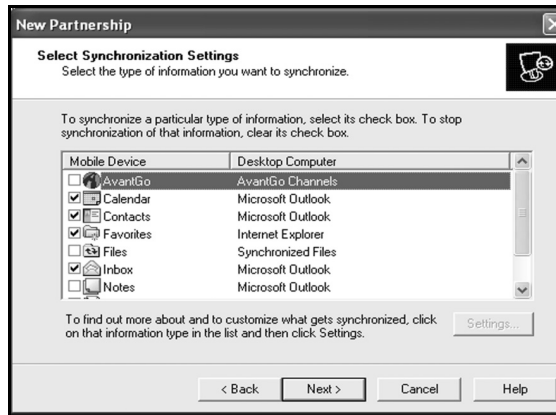 New Partnership
Select Synchronization Settings
Select the type of information you want to synchronize.
To synchronize a particular type of information, select its check box. To stop
synchronization of that information, clear its check box.
Mobile Device Desktop Computer
AvantGo AvantGo Channels
Calendar Microsoft Outlook
Contacts Microsoft Outlook
Favorites Internet Explorer
Files Synchronized Files
Inbox Microsoft Outlook
Notes Microsoft Outlook
To find out more about and to customize what gets synchronized, click
on that information type in the list and then click Settings.
Settings...
< Back Next > Cancel Help